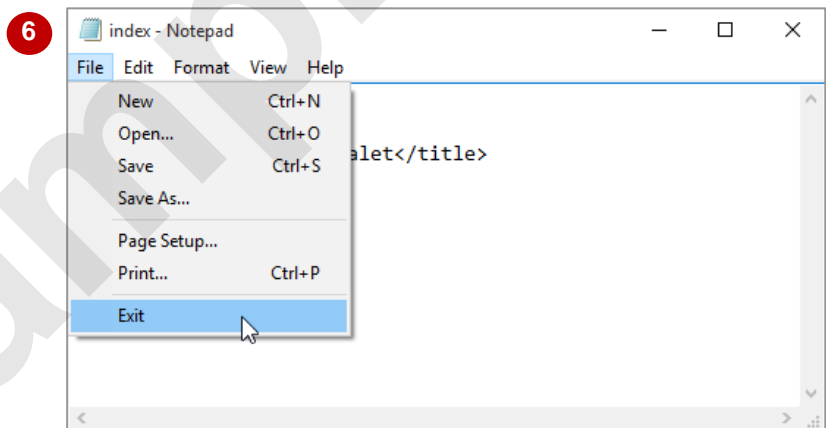 6
index - Notepad
File Edit Format View Help
New Ctrl+N
Open... Ctrl+O
alet</title>
Save Ctrl+S
Save As...
Page Setup...
Print... Ctrl+P
Exit